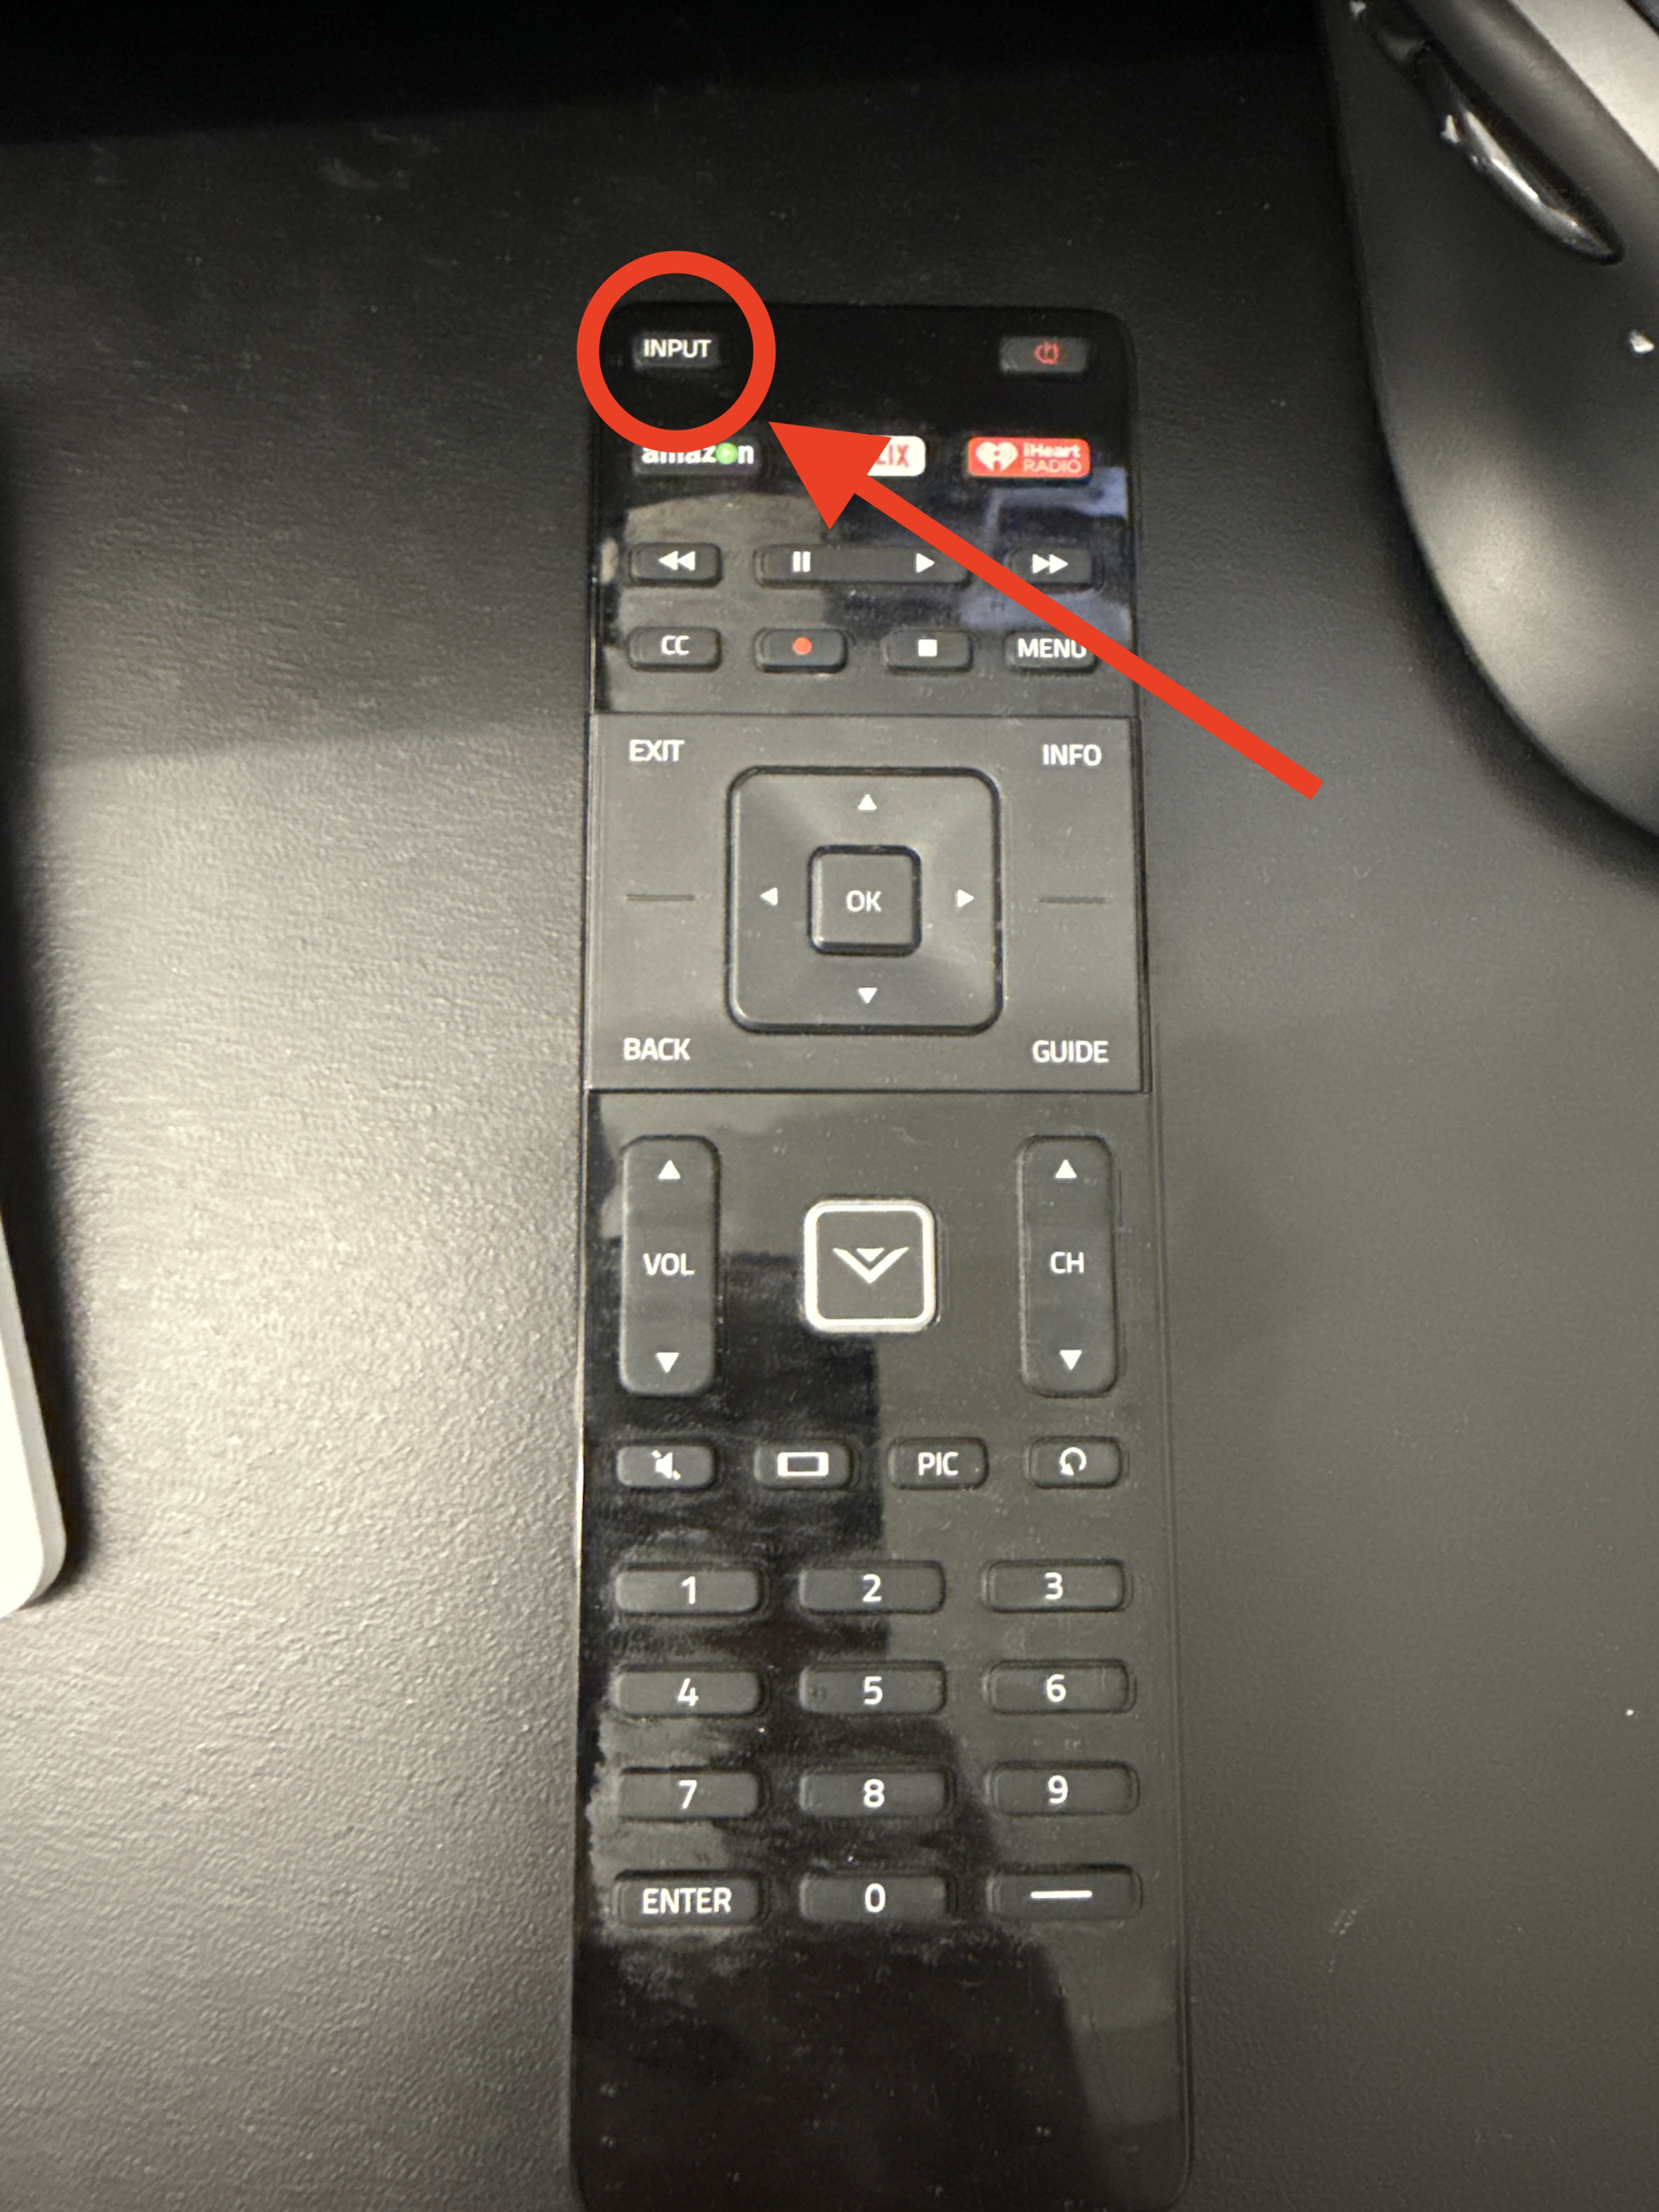 INPUT
amazon LIX iHeart RADIO
CC MENU
EXIT INFO
OK
BACK GUIDE
VOL CH
PIC
1 2 3
4 5 6
7 8 9
ENTER 0